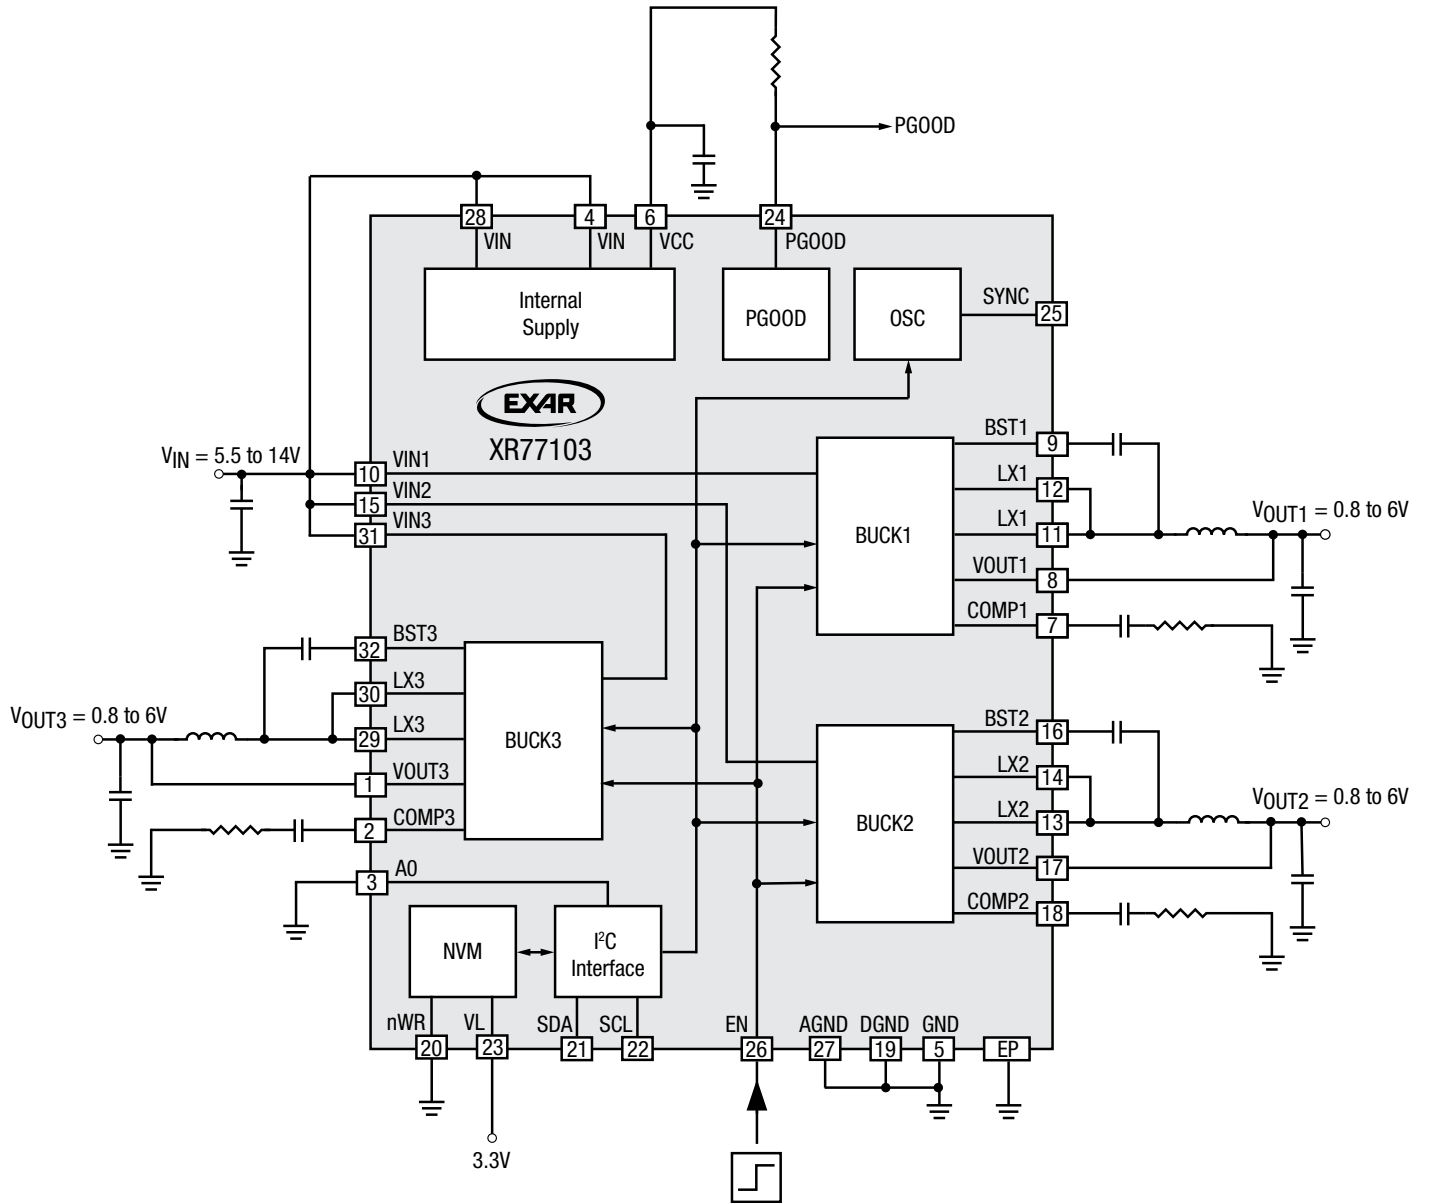 PGOOD
28
4
6
24
VIN
VIN
VCC
PGOOD
Internal
Supply
PGOOD
OSC
SYNC
25
EXAR
XR77103
VIN = 5.5 to 14V
10
VIN1
15
VIN2
31
VIN3
BUCK1
BST1
9
LX1
12
LX1
11
VOUT1
8
COMP1
7
VOUT1 = 0.8 to 6V
32
BST3
30
LX3
29
LX3
1
VOUT3
2
COMP3
VOUT3 = 0.8 to 6V
BUCK3
BUCK2
BST2
16
LX2
14
LX2
13
VOUT2
17
COMP2
18
VOUT2 = 0.8 to 6V
3
A0
NVM
I²C
Interface
nWR
VL
SDA
SCL
EN
AGND
DGND
GND
20
23
21
22
26
27
19
5
EP
3.3V